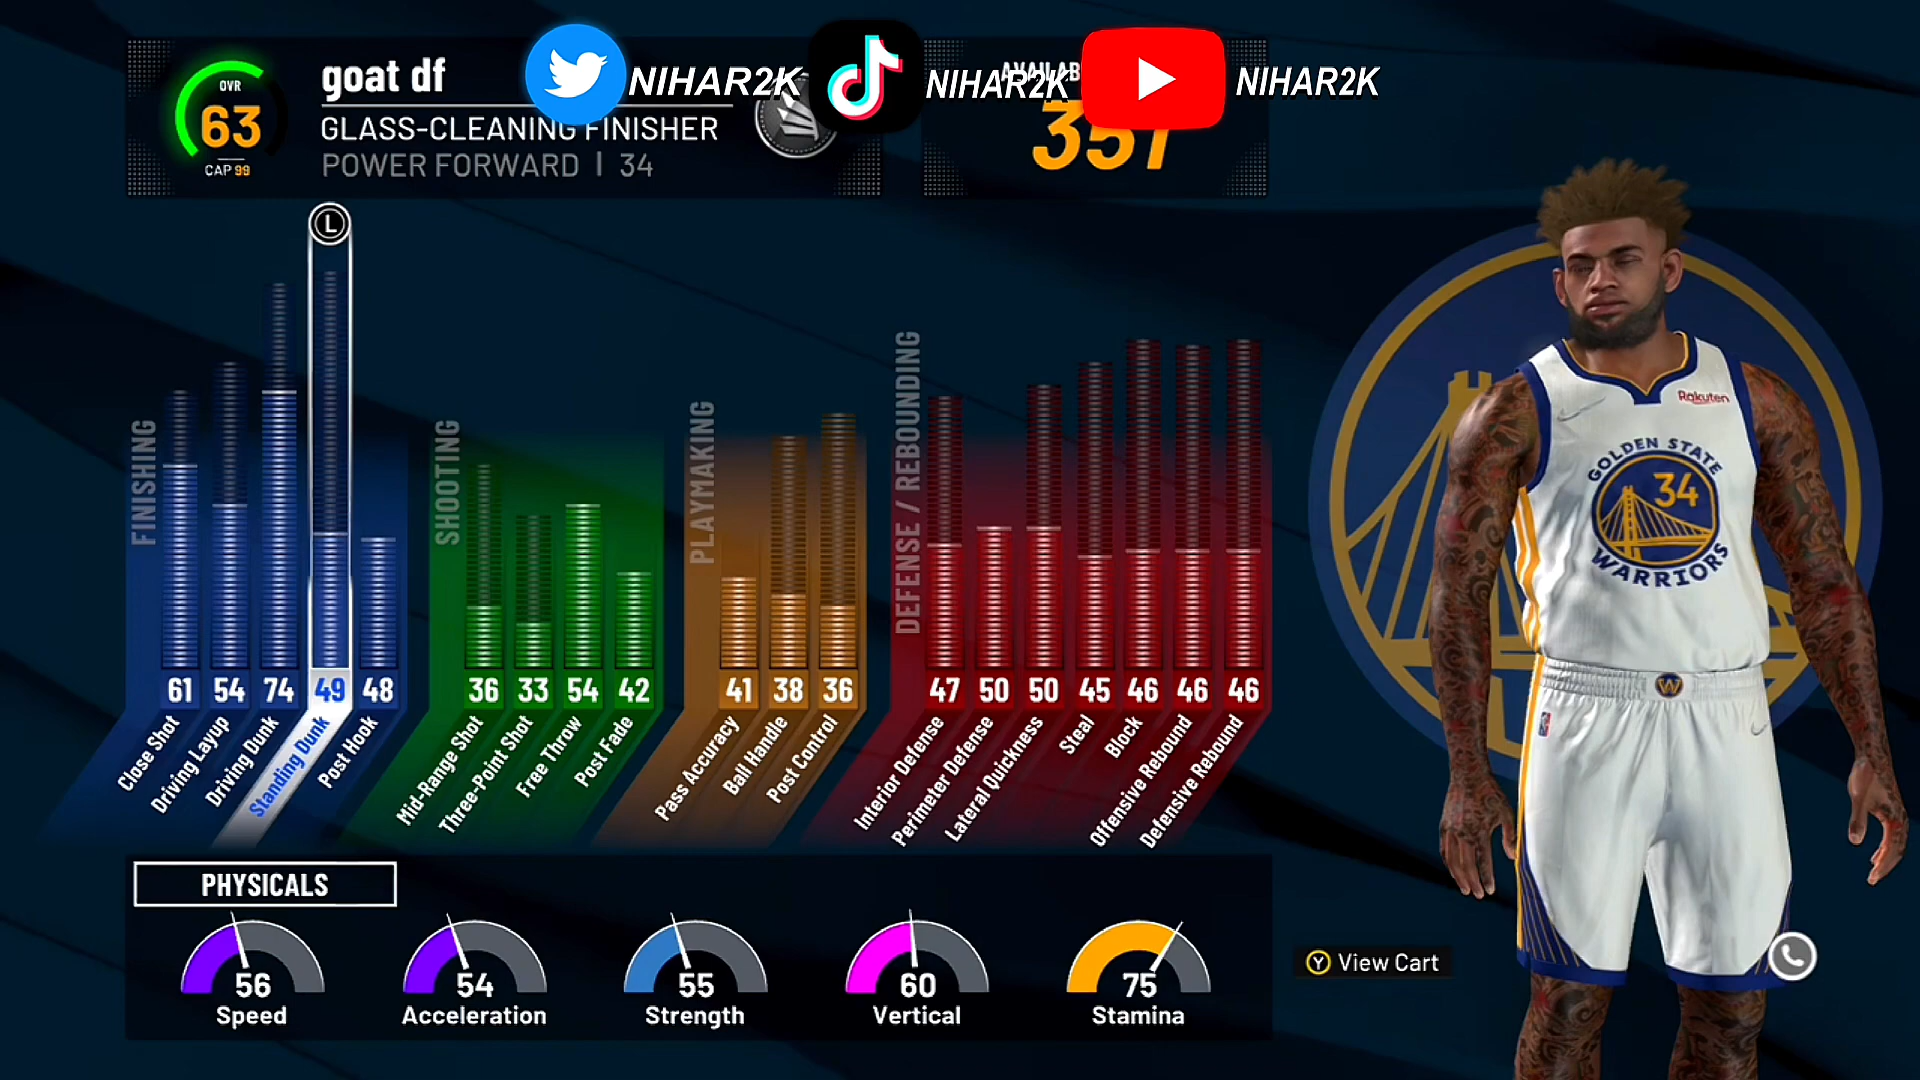 OVR
63
CAP 99
goat df
GLASS-CLEANING FINISHER
POWER FORWARD | 34
NIHAR2K
NIHAR2K
NIHAR2K
357
L
FINISHING
61 54 74 49 48
Close Shot
Driving Layup
Driving Dunk
Standing Dunk
Post Hook
SHOOTING
36 33 54 42
Mid-Range Shot
Three-Point Shot
Free Throw
Post Fade
PLAYMAKING
41 38 36
Pass Accuracy
Ball Handle
Post Control
DEFENSE / REBOUNDING
47 50 50 45 46 46 46
Interior Defense
Perimeter Defense
Lateral Quickness
Steal
Block
Offensive Rebound
Defensive Rebound
PHYSICALS
56
Speed
54
Acceleration
55
Strength
60
Vertical
75
Stamina
Rakuten
GOLDEN STATE
34
WARRIORS
W
Y View Cart